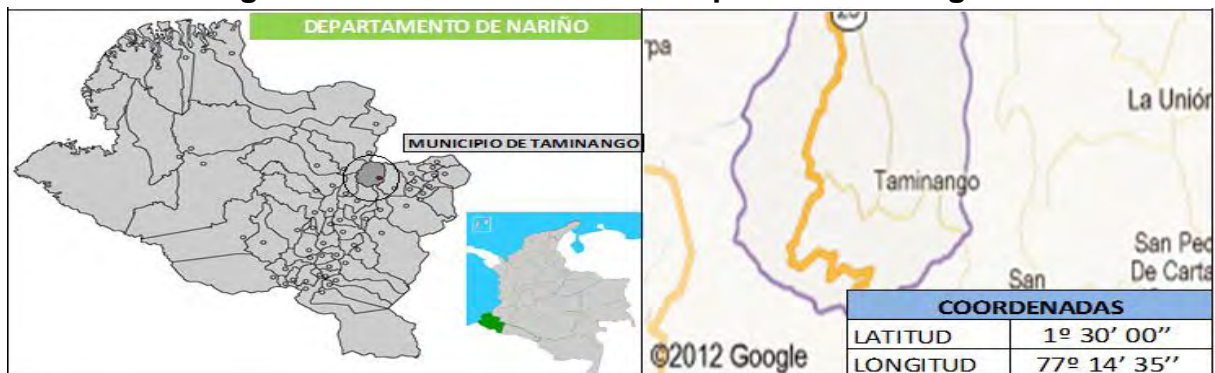 DEPARTAMENTO DE NARIÑO
MUNICIPIO DE TAMINANGO
La Unión
Taminango
San Ped
De Carta
San
©2012 Google
COORDENADAS
LATITUD 1º 30’ 00’’
LONGITUD 77º 14’ 35’’